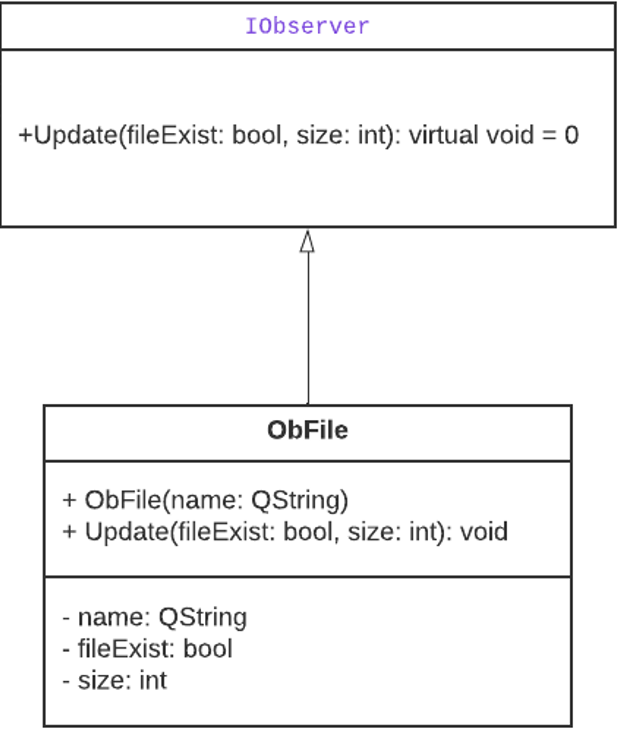 IObserver
+Update(fileExist: bool, size: int): virtual void = 0
ObFile
+ ObFile(name: QString)
+ Update(fileExist: bool, size: int): void
- name: QString
- fileExist: bool
- size: int